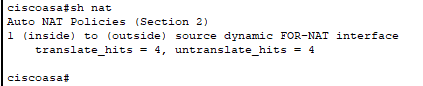 ciscoasa#sh nat
Auto NAT Policies (Section 2)
1 (inside) to (outside) source dynamic FOR-NAT interface
    translate_hits = 4, untranslate_hits = 4
ciscoasa#